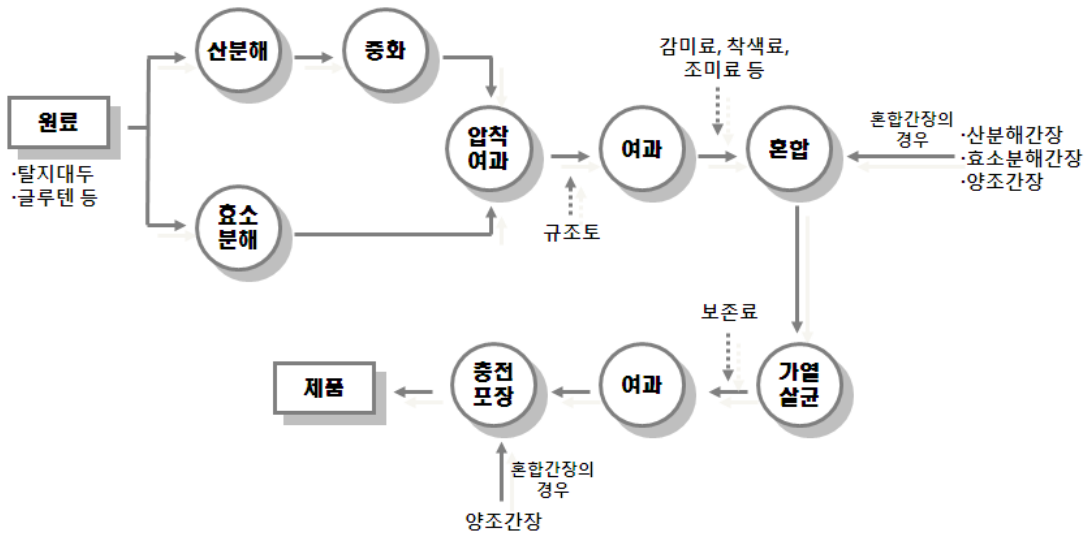 원료
·탈지대두
·글루텐 등
산분해
중화
효소
분해
압착
여과
규조토
여과
감미료, 착색료,
조미료 등
혼합
혼합간장의
경우
·산분해간장
·효소분해간장
·양조간장
가열
살균
보존료
여과
충전
포장
혼합간장의
경우
양조간장
제품